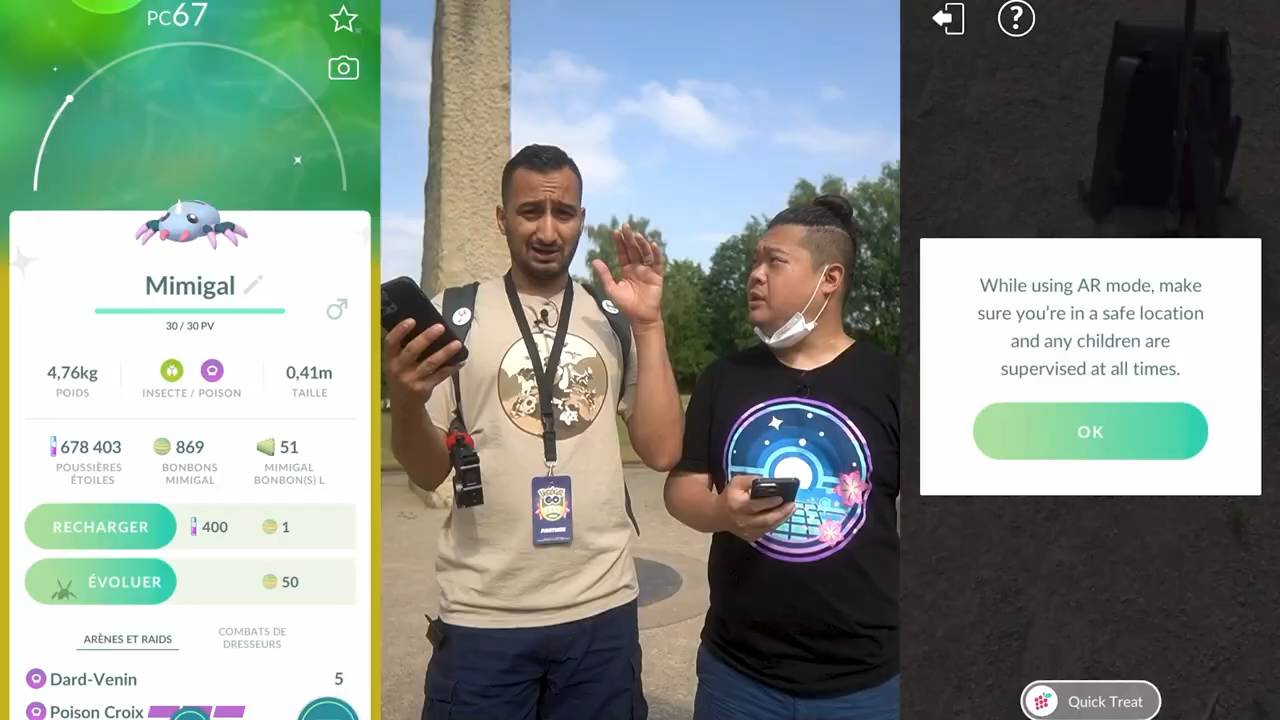 PC67
Mimigal
30 / 30 PV
4,76kg
POIDS
INSECTE / POISON
0,41m
TAILLE
678 403
POUSSIÈRES
ÉTOILES
869
BONBONS
MIMIGAL
51
MIMIGAL
BONBON(S) L
RECHARGER
400
1
ÉVOLUER
50
ARÈNES ET RAIDS
COMBATS DE
DRESSEURS
Dard-Venin
5
Poison Croix
PARTNER
?
While using AR mode, make
sure you're in a safe location
and any children are
supervised at all times.
OK
Quick Treat